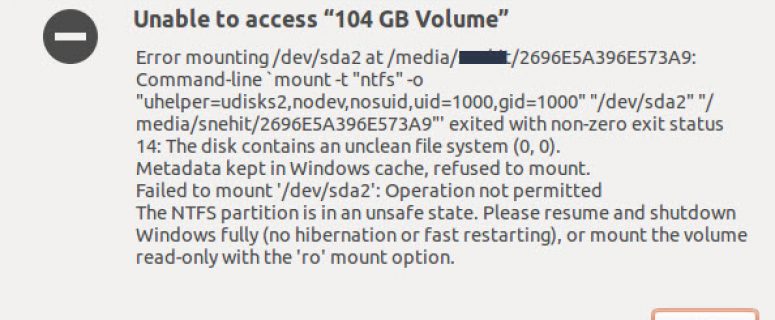 Unable to access “104 GB Volume”
Error mounting /dev/sda2 at /media/t/2696E5A396E573A9:
Command-line `mount -t "ntfs" -o
"uhelper=udisks2,nodev,nosuid,uid=1000,gid=1000" "/dev/sda2" "/
media/snehit/2696E5A396E573A9"' exited with non-zero exit status
14: The disk contains an unclean file system (0, 0).
Metadata kept in Windows cache, refused to mount.
Failed to mount '/dev/sda2': Operation not permitted
The NTFS partition is in an unsafe state. Please resume and shutdown
Windows fully (no hibernation or fast restarting), or mount the volume
read-only with the 'ro' mount option.